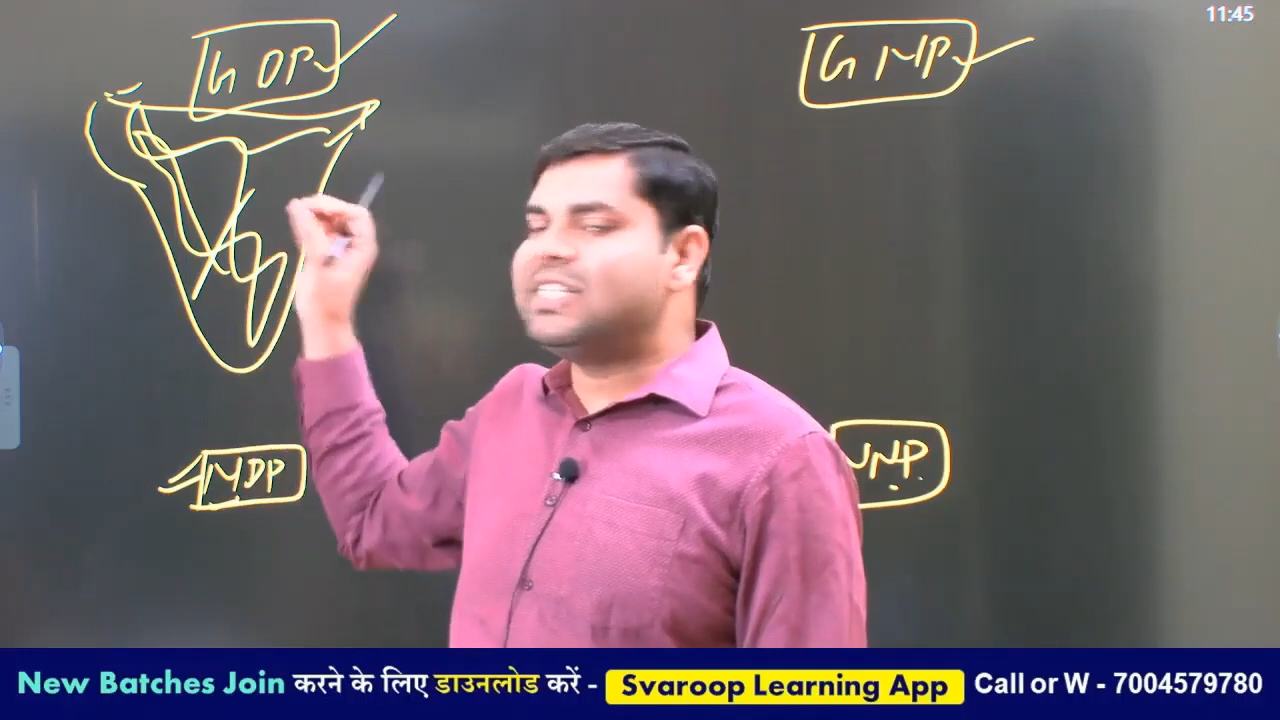 11:45
GDP
GNP
NDP
NNP
New Batches Join करने के लिए डाउनलोड करें - Svaroop Learning App Call or W - 7004579780